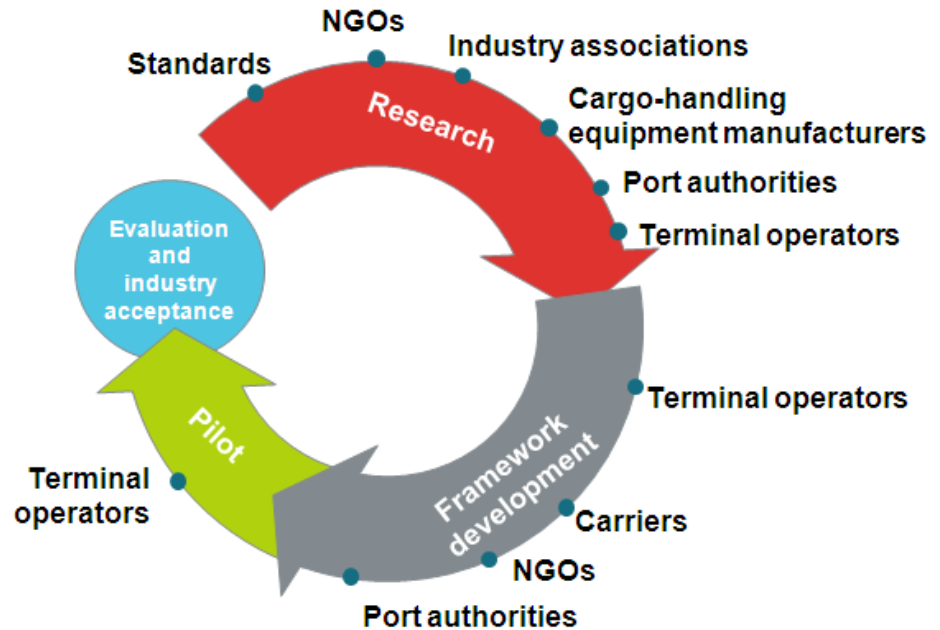 NGOs
Industry associations
Standards
Research
Cargo-handling
equipment manufacturers
Port authorities
Terminal operators
Evaluation
and
industry
acceptance
Terminal operators
Pilot
Framework
development
Terminal
operators
Carriers
NGOs
Port authorities